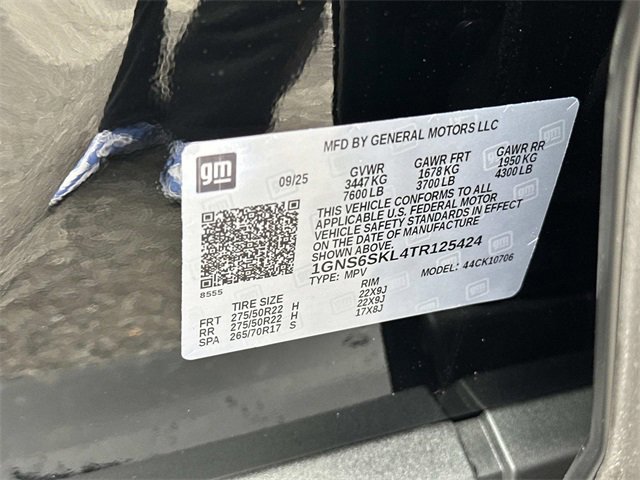 MFD BY GENERAL MOTORS LLC
gm
09/25
GVWR GAWR FRT GAWR RR
3447 KG 1678 KG 1950 KG
7600 LB 3700 LB 4300 LB
THIS VEHICLE CONFORMS TO ALL
APPLICABLE U.S. FEDERAL MOTOR
VEHICLE SAFETY STANDARDS IN EFFECT
ON THE DATE OF MANUFACTURE
SHOWN ABOVE.
1GNS6SKL4TR125424
TYPE: MPV MODEL: 44CK10706
8555
TIRE SIZE RIM
FRT 275/50R22 H 22X9J
RR 275/50R22 H 22X9J
SPA 265/70R17 S 17X8J